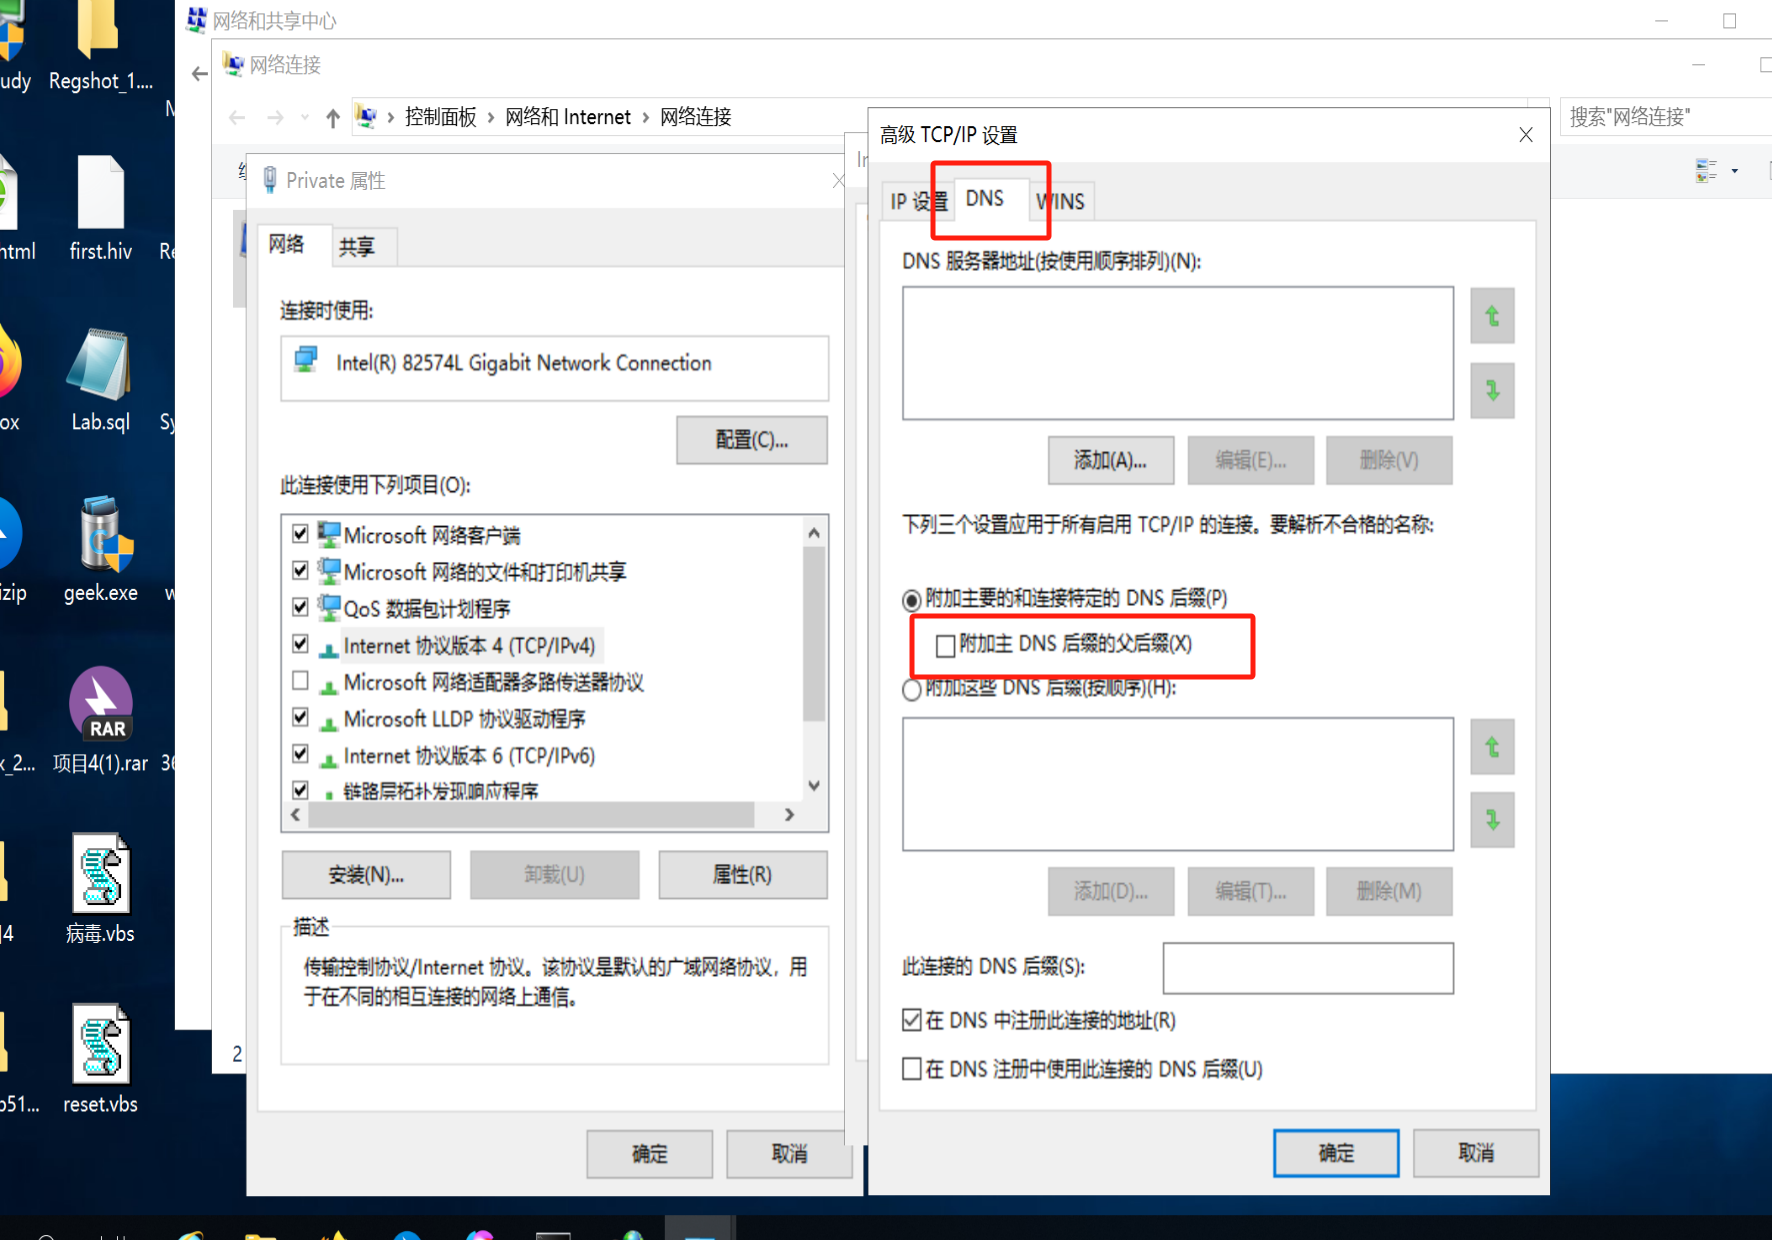 网络和共享中心
网络连接
控制面板 › 网络和 Internet › 网络连接
搜索"网络连接"
udy
Regshot_1....
html
first.hiv
Re
ox
Lab.sql
Sy
izip
geek.exe
w
x_2...
RAR
项目4(1).rar
36
4
病毒.vbs
o51...
reset.vbs
2
Private 属性
网络
共享
连接时使用:
Intel(R) 82574L Gigabit Network Connection
配置(C)...
此连接使用下列项目(O):
Microsoft 网络客户端
Microsoft 网络的文件和打印机共享
QoS 数据包计划程序
Internet 协议版本 4 (TCP/IPv4)
Microsoft 网络适配器多路传送器协议
Microsoft LLDP 协议驱动程序
Internet 协议版本 6 (TCP/IPv6)
链路层拓扑发现响应程序
安装(N)...
卸载(U)
属性(R)
描述
传输控制协议/Internet 协议。该协议是默认的广域网络协议，用
于在不同的相互连接的网络上通信。
确定
取消
高级 TCP/IP 设置
IP 设置
DNS
WINS
DNS 服务器地址(按使用顺序排列)(N):
添加(A)...
编辑(E)...
删除(V)
下列三个设置应用于所有启用 TCP/IP 的连接。要解析不合格的名称:
附加主要的和连接特定的 DNS 后缀(P)
附加主 DNS 后缀的父后缀(X)
附加这些 DNS 后缀(按顺序)(H):
添加(D)...
编辑(T)...
删除(M)
此连接的 DNS 后缀(S):
在 DNS 中注册此连接的地址(R)
在 DNS 注册中使用此连接的 DNS 后缀(U)
确定
取消